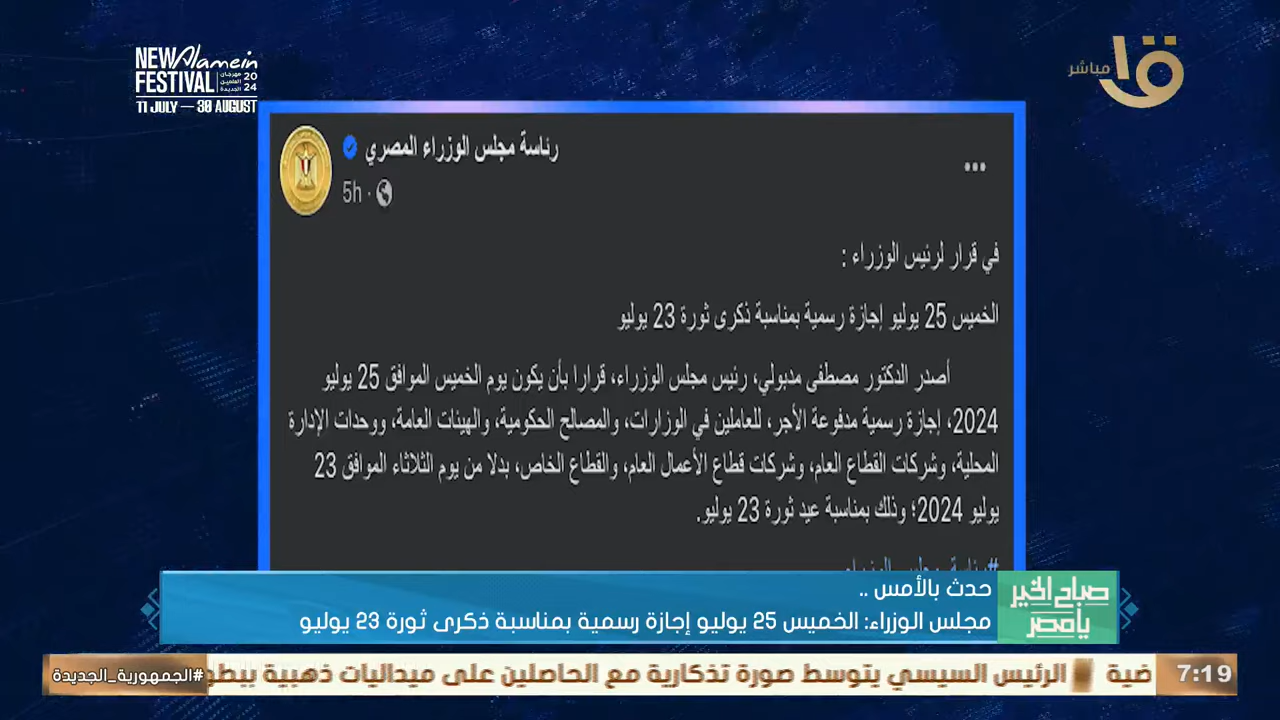 NEW Alamein
FESTIVAL مهرجان العلمين الجديدة 2024
11 JULY — 30 AUGUST
مباشر
رئاسة مجلس الوزراء المصري
5h ·
في قرار لرئيس الوزراء :
الخميس 25 يوليو إجازة رسمية بمناسبة ذكرى ثورة 23 يوليو
أصدر الدكتور مصطفى مدبولي، رئيس مجلس الوزراء، قرارا بأن يكون يوم الخميس الموافق 25 يوليو
2024، إجازة رسمية مدفوعة الأجر، للعاملين في الوزارات، والمصالح الحكومية، والهيئات العامة، ووحدات الإدارة
المحلية، وشركات القطاع العام، وشركات قطاع الأعمال العام، والقطاع الخاص، بدلا من يوم الثلاثاء الموافق 23
يوليو 2024؛ وذلك بمناسبة عيد ثورة 23 يوليو.
حدث بالأمس ..
مجلس الوزراء: الخميس 25 يوليو إجازة رسمية بمناسبة ذكرى ثورة 23 يوليو
صباح الخير
يا مصر
7:19
ضية الرئيس السيسي يتوسط صورة تذكارية مع الحاصلين على ميداليات ذهبية ببطو
#الجمهورية_الجديدة